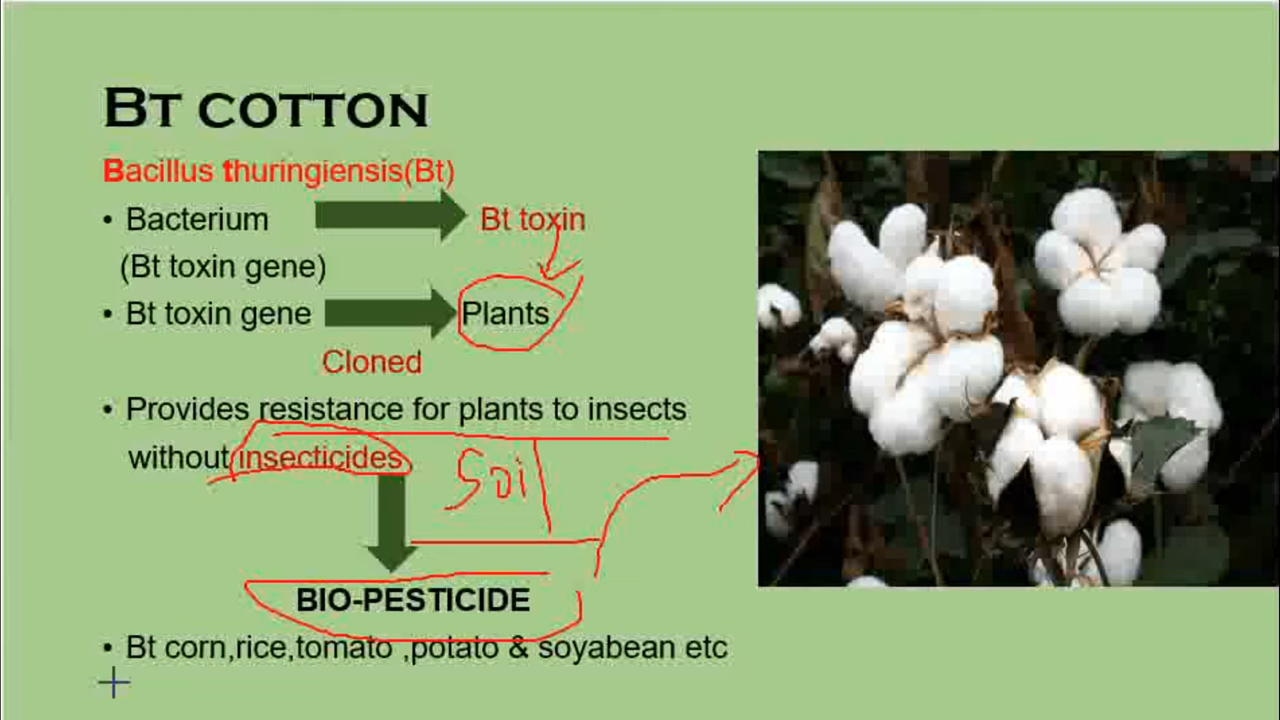 BT COTTON
Bacillus thuringiensis(Bt)
• Bacterium Bt toxin
(Bt toxin gene)
• Bt toxin gene Plants
Cloned
• Provides resistance for plants to insects
without insecticides
Soil
BIO-PESTICIDE
• Bt corn,rice,tomato ,potato & soyabean etc